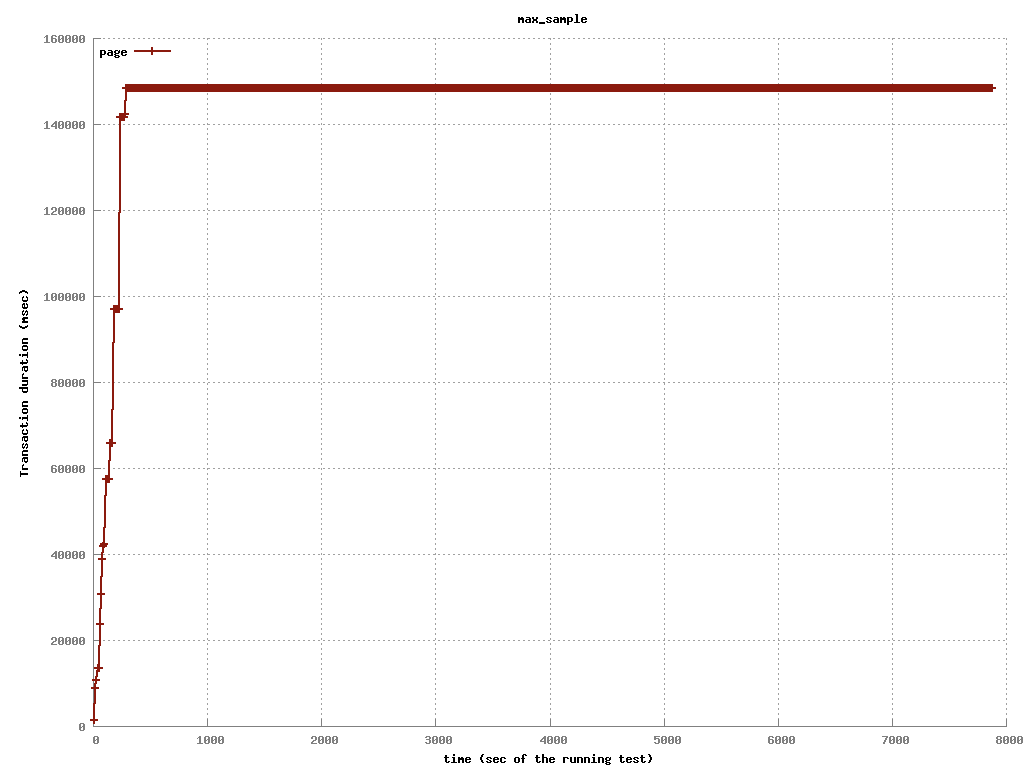 max_sample
page
160000
140000
120000
100000
80000
60000
40000
20000
0
Transaction duration (msec)
0 1000 2000 3000 4000 5000 6000 7000 8000
time (sec of the running test)